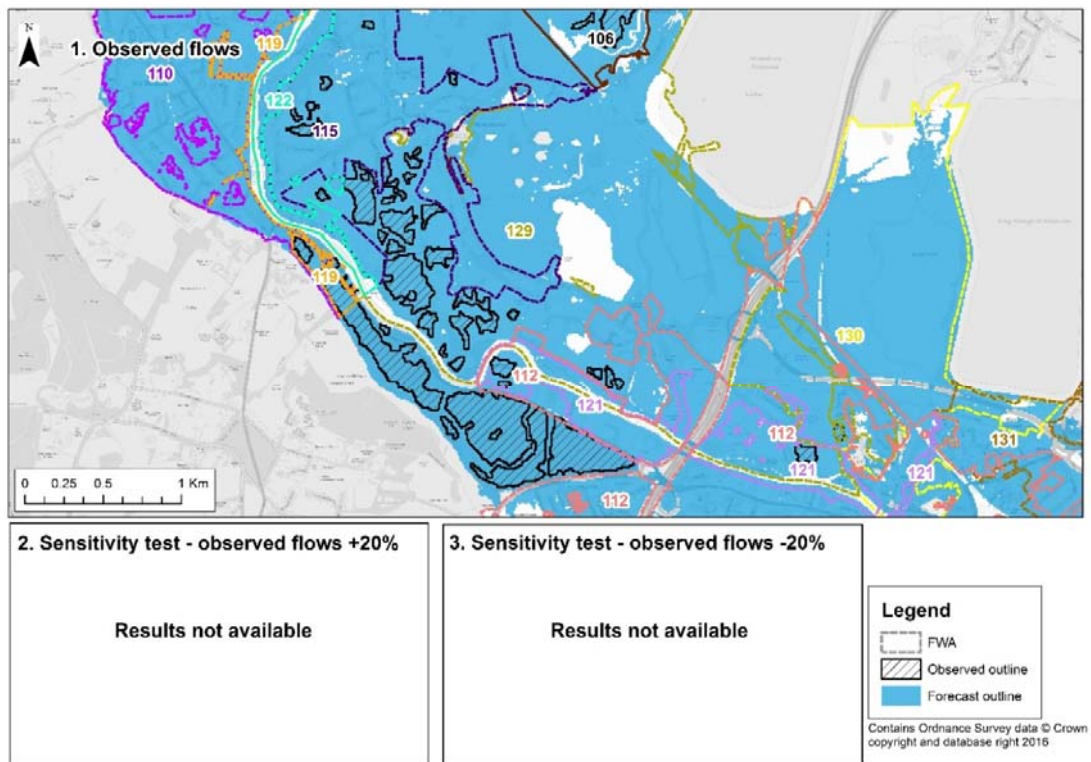 N
1. Observed flows
119
110
122
115
106
129
119
130
112
121
112
121
121
131
112
0 0.25 0.5 1 Km
2. Sensitivity test - observed flows +20%
Results not available
3. Sensitivity test - observed flows -20%
Results not available
Legend
FWA
Observed outline
Forecast outline
Contains Ordnance Survey data © Crown
copyright and database right 2016